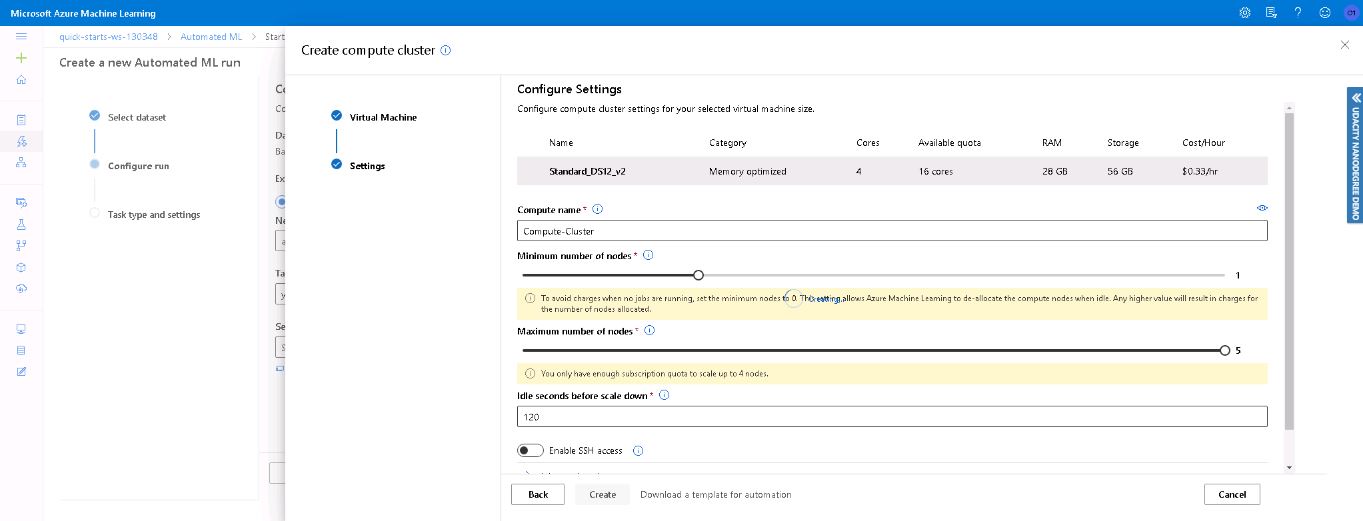 Microsoft Azure Machine Learning
quick-starts-ws-130348 > Automated ML > Start
Create a new Automated ML run
Select dataset
Configure run
Task type and settings
Create compute cluster
Virtual Machine
Settings
Configure Settings
Configure compute cluster settings for your selected virtual machine size.
Name Category Cores Available quota RAM Storage Cost/Hour
Standard_DS12_v2 Memory optimized 4 16 cores 28 GB 56 GB $0.33/hr
Compute name *
Compute-Cluster
Minimum number of nodes *
1
To avoid charges when no jobs are running, set the minimum nodes to 0. This setting allows Azure Machine Learning to de-allocate the compute nodes when idle. Any higher value will result in charges for
the number of nodes allocated.
Creating...
Maximum number of nodes *
5
You only have enough subscription quota to scale up to 4 nodes.
Idle seconds before scale down *
120
Enable SSH access
Back Create Download a template for automation Cancel
UDACITY NANODEGREE DEMO